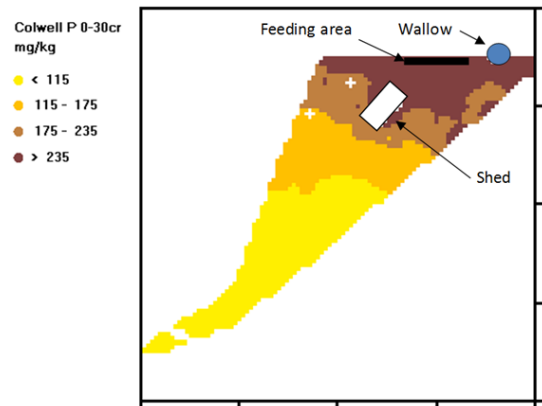 Colwell P 0-30cr
mg/kg
< 115
115 - 175
175 - 235
> 235
Feeding area
Wallow
Shed